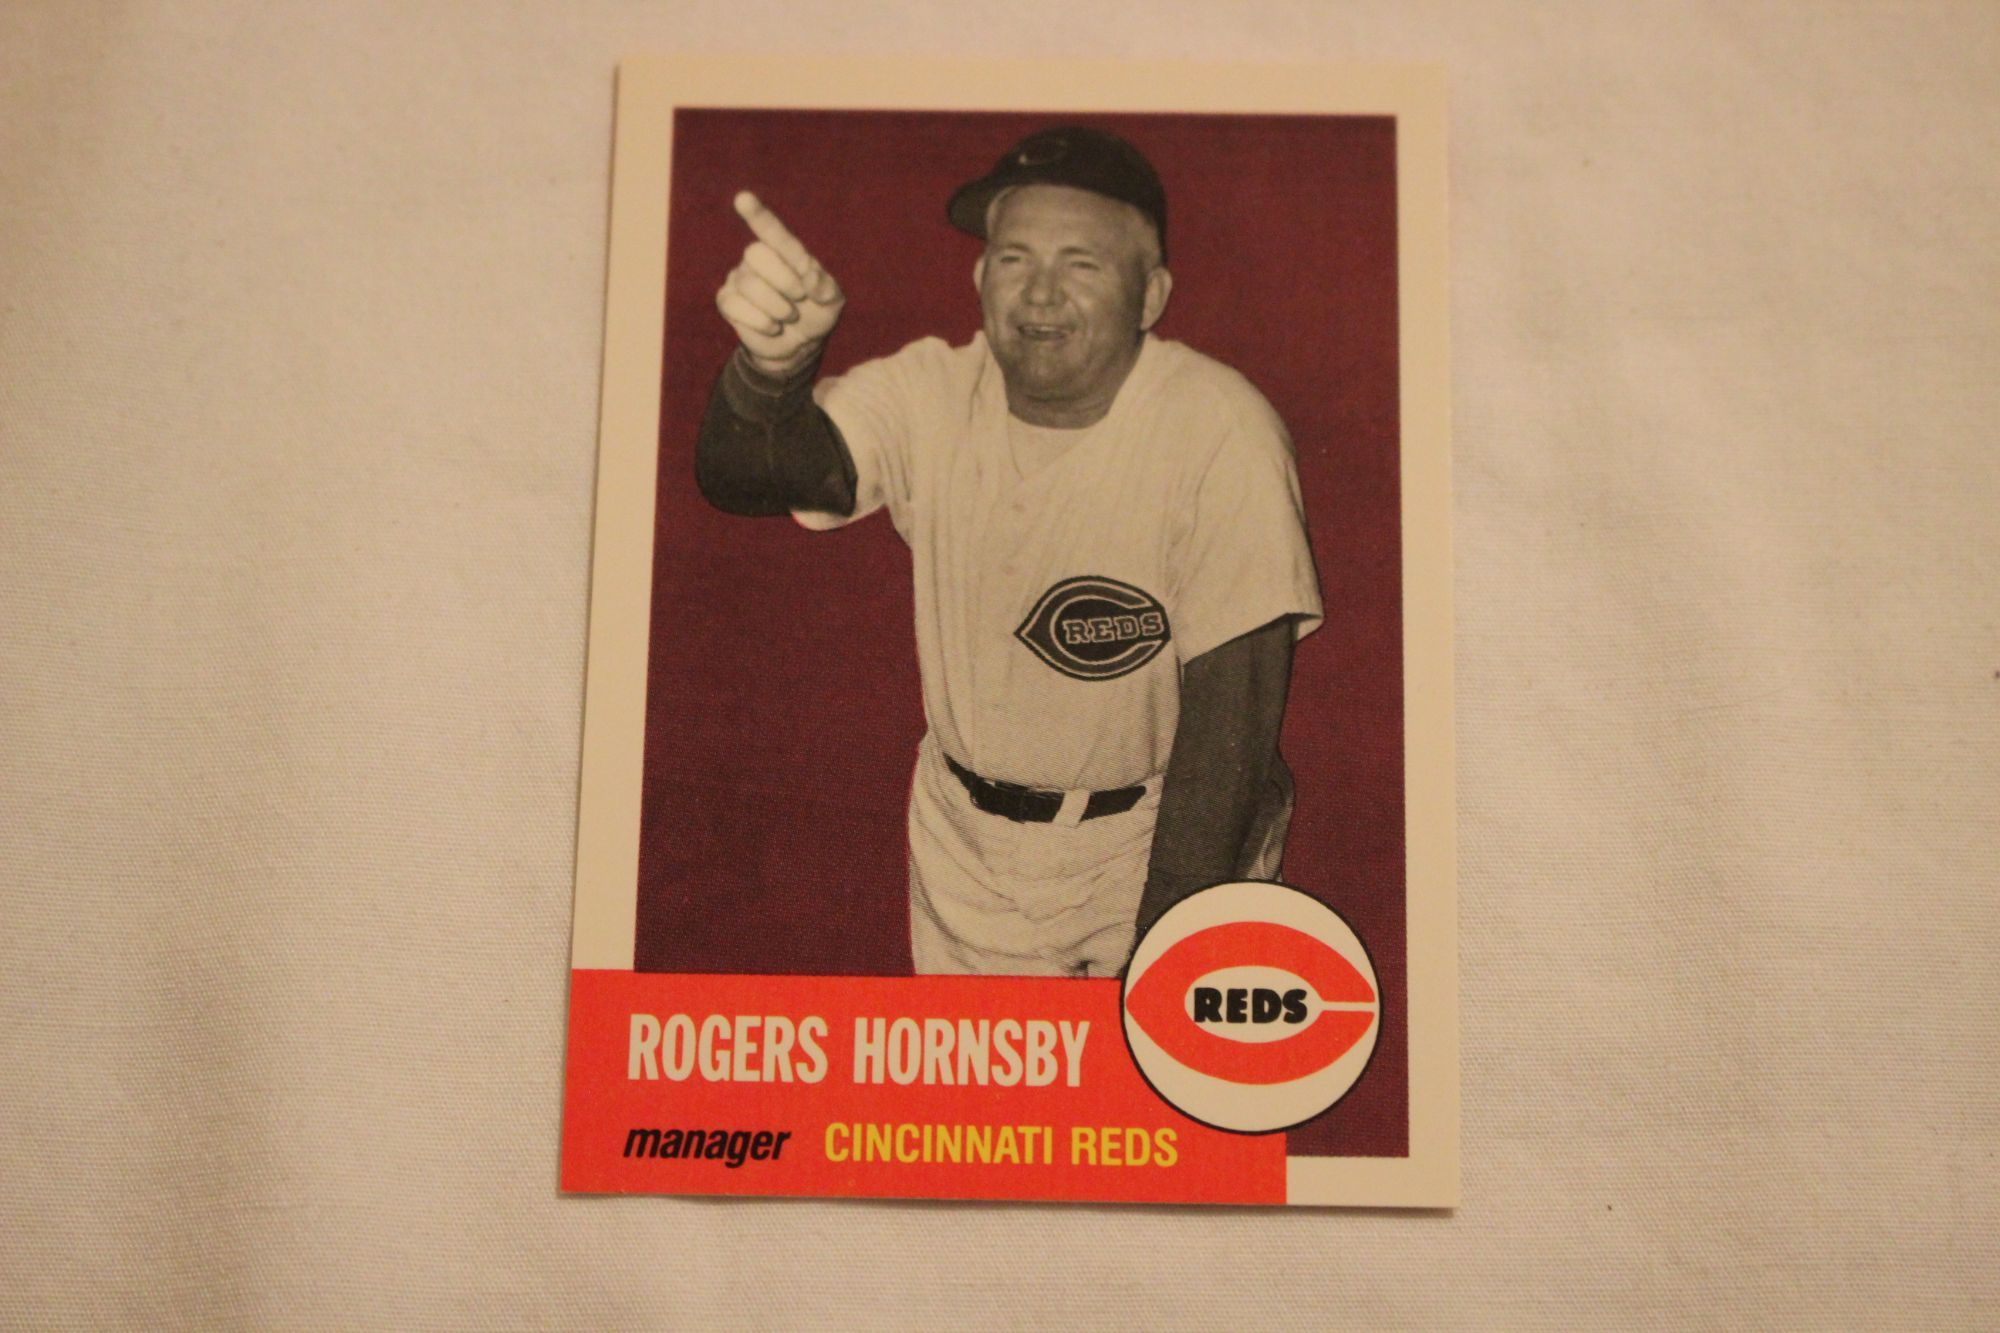 REDS
REDS
ROGERS HORNSBY
manager CINCINNATI REDS